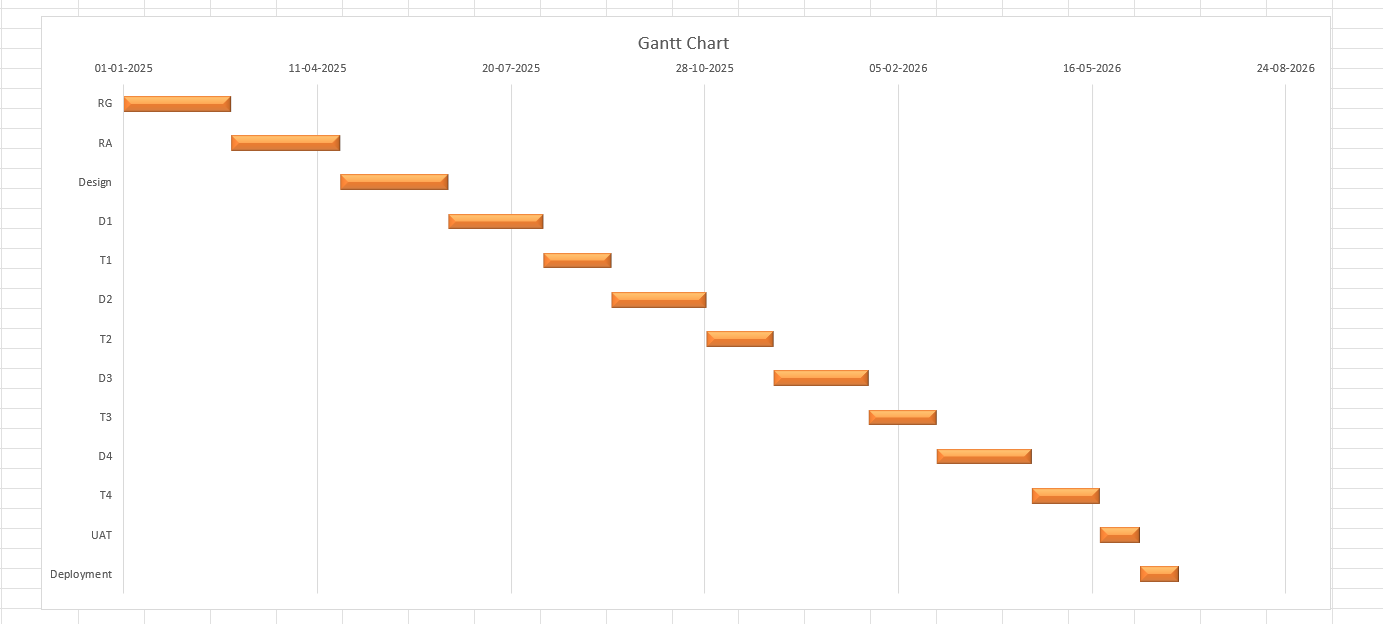 Gantt Chart
01-01-2025 11-04-2025 20-07-2025 28-10-2025 05-02-2026 16-05-2026 24-08-2026
RG
RA
Design
D1
T1
D2
T2
D3
T3
D4
T4
UAT
Deployment